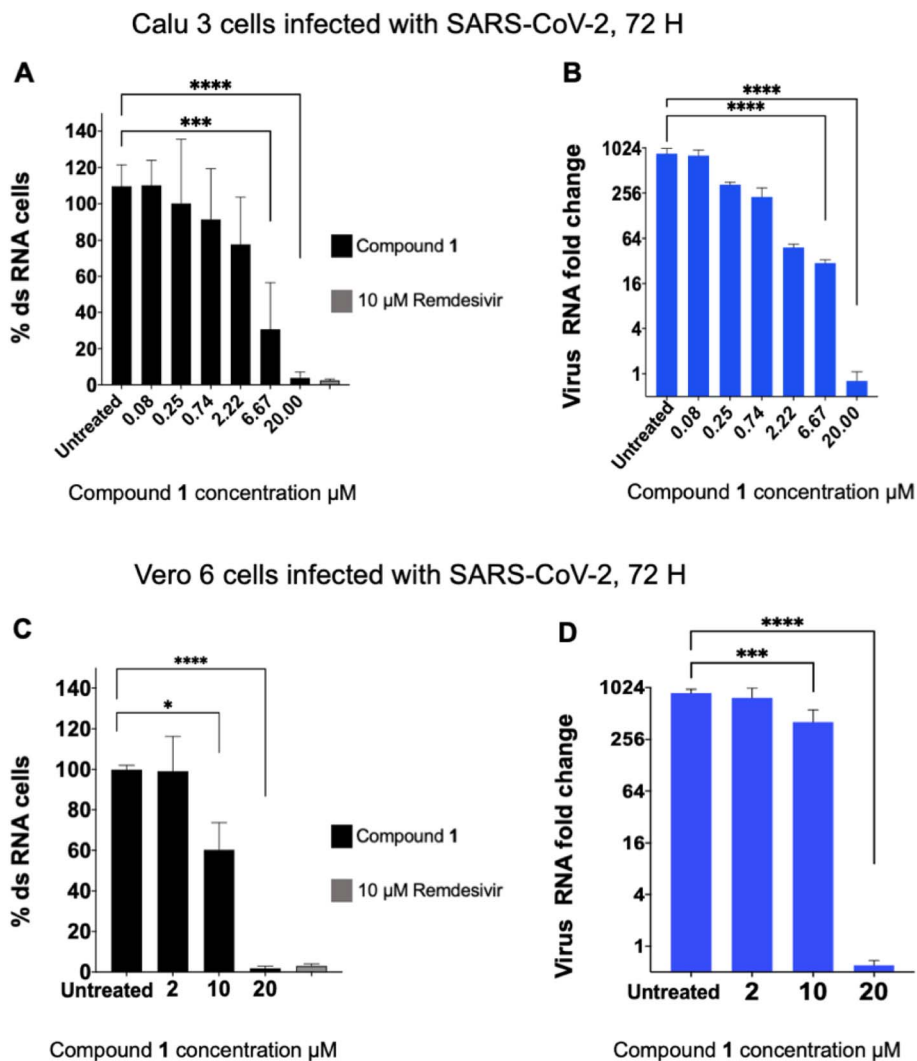 Calu 3 cells infected with SARS-CoV-2, 72 H
A
****
***
% ds RNA cells
140
120
100
80
60
40
20
0
Untreated 0.08 0.25 0.74 2.22 6.67 20.00
Compound 1 concentration µM
Compound 1
10 µM Remdesivir
B
****
****
Virus RNA fold change
1024
256
64
16
4
1
Untreated 0.08 0.25 0.74 2.22 6.67 20.00
Compound 1 concentration µM
Vero 6 cells infected with SARS-CoV-2, 72 H
C
****
*
% ds RNA cells
140
120
100
80
60
40
20
0
Untreated 2 10 20
Compound 1 concentration µM
Compound 1
10 µM Remdesivir
D
****
***
Virus RNA fold change
1024
256
64
16
4
1
Untreated 2 10 20
Compound 1 concentration µM